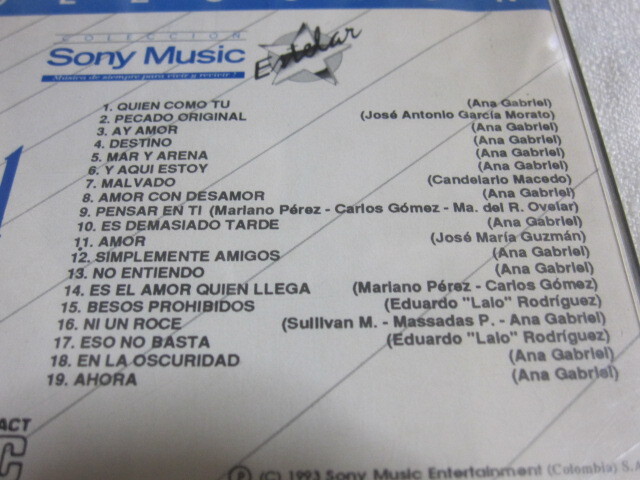 COLECCION
Sony Music
Estelar
Música de siempre para vivir y revivir!
1. QUIEN COMO TU (Ana Gabriel)
2. PECADO ORIGINAL (José Antonio García Morato)
3. AY AMOR (Ana Gabriel)
4. DESTINO (Ana Gabriel)
5. MAR Y ARENA (Ana Gabriel)
6. Y AQUI ESTOY (Ana Gabriel)
7. MALVADO (Candelario Macedo)
8. AMOR CON DESAMOR (Ana Gabriel)
9. PENSAR EN TI (Mariano Pérez - Carlos Gómez - Ma. del R. Ovelar)
10. ES DEMASIADO TARDE (Ana Gabriel)
11. AMOR (José María Guzmán)
12. SIMPLEMENTE AMIGOS (Ana Gabriel)
13. NO ENTIENDO (Ana Gabriel)
14. ES EL AMOR QUIEN LLEGA (Mariano Pérez - Carlos Gómez)
15. BESOS PROHIBIDOS (Eduardo "Lalo" Rodríguez)
16. NI UN ROCE (Sullivan M. - Massadas P. - Ana Gabriel)
17. ESO NO BASTA (Eduardo "Lalo" Rodríguez)
18. EN LA OSCURIDAD (Ana Gabriel)
19. AHORA (Ana Gabriel)
ACT
Ⓟ (C) 1993 Sony Music Entertainment (Colombia) S.A